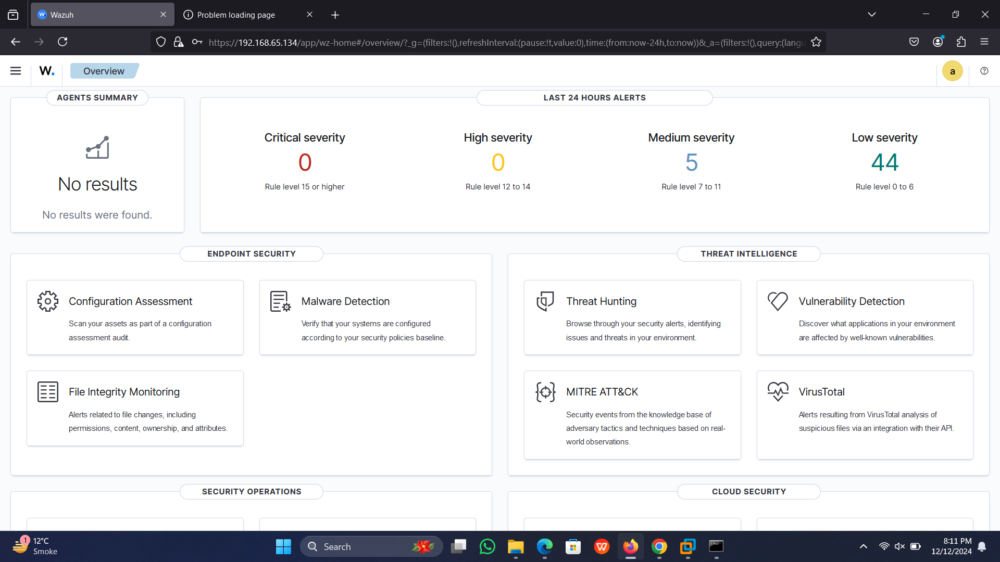 Wazuh
Problem loading page
https://192.168.65.134/app/wz-home#/overview/?_g=(filters:!(),refreshInterval:(pause:!t,value:0),time:(from:now-24h,to:now))&_a=(filters:!(),query:(langu
W.
Overview
a
AGENTS SUMMARY
No results
No results were found.
LAST 24 HOURS ALERTS
Critical severity
0
Rule level 15 or higher
High severity
0
Rule level 12 to 14
Medium severity
5
Rule level 7 to 11
Low severity
44
Rule level 0 to 6
ENDPOINT SECURITY
Configuration Assessment
Scan your assets as part of a configuration
assessment audit.
Malware Detection
Verify that your systems are configured
according to your security policies baseline.
File Integrity Monitoring
Alerts related to file changes, including
permissions, content, ownership, and attributes.
THREAT INTELLIGENCE
Threat Hunting
Browse through your security alerts, identifying
issues and threats in your environment.
Vulnerability Detection
Discover what applications in your environment
are affected by well-known vulnerabilities.
MITRE ATT&CK
Security events from the knowledge base of
adversary tactics and techniques based on real-
world observations.
VirusTotal
Alerts resulting from VirusTotal analysis of
suspicious files via an integration with their API.
SECURITY OPERATIONS
CLOUD SECURITY
1
12°C
Smoke
Search
8:11 PM
12/12/2024